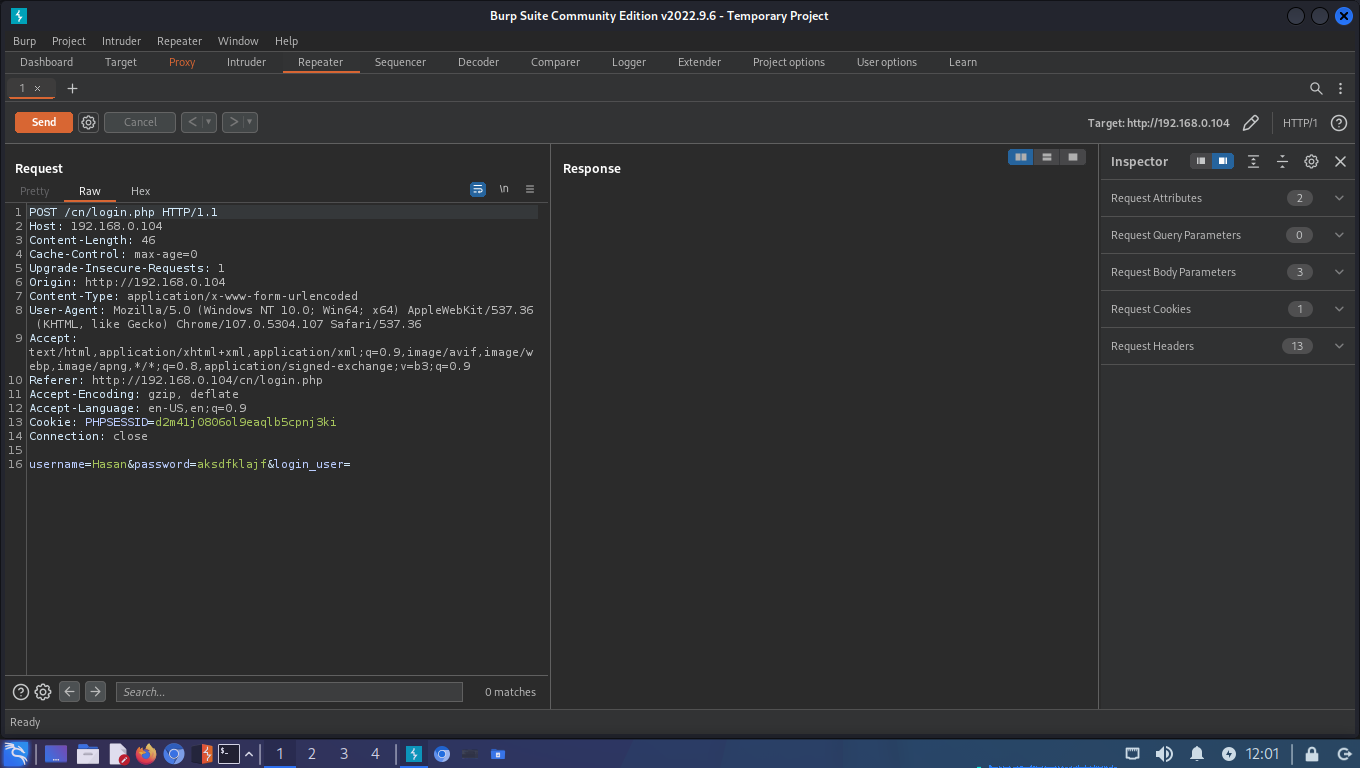 Burp Suite Community Edition v2022.9.6 - Temporary Project
Burp Project Intruder Repeater Window Help
Dashboard Target Proxy Intruder Repeater Sequencer Decoder Comparer Logger Extender Project options User options Learn
1 × +
Send Cancel < >
Target: http://192.168.0.104 HTTP/1 ?
Request
Pretty Raw Hex \n
1 POST /cn/login.php HTTP/1.1
2 Host: 192.168.0.104
3 Content-Length: 46
4 Cache-Control: max-age=0
5 Upgrade-Insecure-Requests: 1
6 Origin: http://192.168.0.104
7 Content-Type: application/x-www-form-urlencoded
8 User-Agent: Mozilla/5.0 (Windows NT 10.0; Win64; x64) AppleWebKit/537.36
(KHTML, like Gecko) Chrome/107.0.5304.107 Safari/537.36
9 Accept:
text/html,application/xhtml+xml,application/xml;q=0.9,image/avif,image/w
ebp,image/apng,*/*;q=0.8,application/signed-exchange;v=b3;q=0.9
10 Referer: http://192.168.0.104/cn/login.php
11 Accept-Encoding: gzip, deflate
12 Accept-Language: en-US,en;q=0.9
13 Cookie: PHPSESSID=d2m41j0806ol9eaqlb5cpnj3ki
14 Connection: close
15
16 username=Hasan&password=aksdfklajf&login_user=
? Search... 0 matches
Response
Inspector
Request Attributes 2
Request Query Parameters 0
Request Body Parameters 3
Request Cookies 1
Request Headers 13
Ready
1 2 3 4 12:01